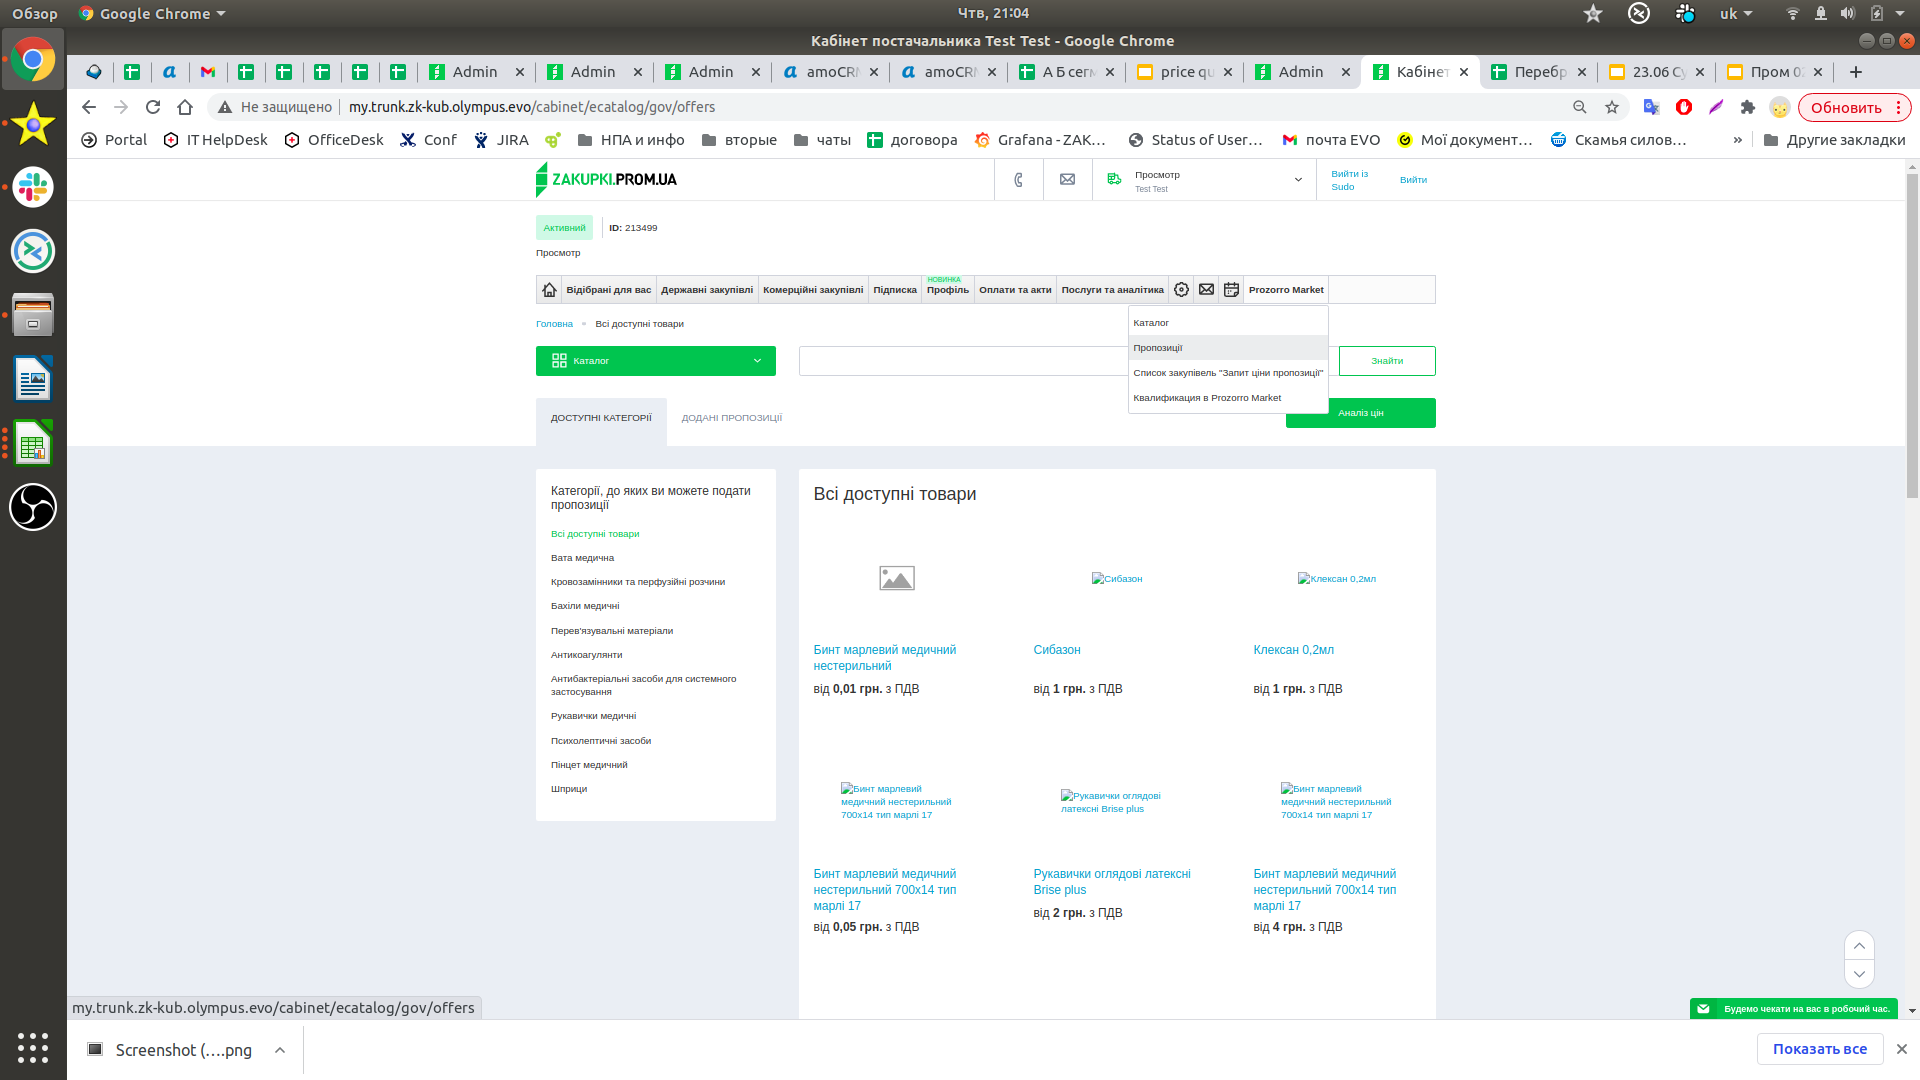 Обзор
Google Chrome
Чтв, 21:04
uk
Кабінет постачальника Test Test - Google Chrome
Admin
Admin
Admin
amoCRM
amoCRM
А Б сегм
price qu
Admin
Кабінет
Перебр
23.06 Су
Пром 02
Не защищено
my.trunk.zk-kub.olympus.evo/cabinet/ecatalog/gov/offers
Обновить
Portal
IT HelpDesk
OfficeDesk
Conf
JIRA
НПА и инфо
вторые
чаты
договора
Grafana - ZAK…
Status of User…
почта EVO
Мої документ…
Скамья силов…
»
Другие закладки
ZAKUPKI.PROM.UA
Просмотр
Test Test
Вийти із
Sudo
Вийти
Активний
ID: 213499
Просмотр
Відібрані для вас
Державні закупівлі
Комерційні закупівлі
Підписка
НОВИНКА
Профіль
Оплати та акти
Послуги та аналітика
Prozorro Market
Головна
Всі доступні товари
Каталог
Пропозиції
Список закупівель "Запит ціни пропозиції"
Квалификация в Prozorro Market
Каталог
Знайти
ДОСТУПНІ КАТЕГОРІЇ
ДОДАНІ ПРОПОЗИЦІЇ
Аналіз цін
Категорії, до яких ви можете подати
пропозиції
Всі доступні товари
Вата медична
Кровозамінники та перфузійні розчини
Бахіли медичні
Перев'язувальні матеріали
Антикоагулянти
Антибактеріальні засоби для системного
застосування
Рукавички медичні
Психолептичні засоби
Пінцет медичний
Шприци
Всі доступні товари
Сибазон
Клексан 0,2мл
Бинт марлевий медичний
нестерильний
від 0,01 грн. з ПДВ
Сибазон
від 1 грн. з ПДВ
Клексан 0,2мл
від 1 грн. з ПДВ
Бинт марлевий
медичний нестерильний
700х14 тип марлі 17
Рукавички оглядові
латексні Brise plus
Бинт марлевий
медичний нестерильний
700х14 тип марлі 17
Бинт марлевий медичний
нестерильний 700х14 тип
марлі 17
від 0,05 грн. з ПДВ
Рукавички оглядові латексні
Brise plus
від 2 грн. з ПДВ
Бинт марлевий медичний
нестерильний 700х14 тип
марлі 17
від 4 грн. з ПДВ
Будемо чекати на вас в робочий час.
my.trunk.zk-kub.olympus.evo/cabinet/ecatalog/gov/offers
Screenshot (….png
Показать все